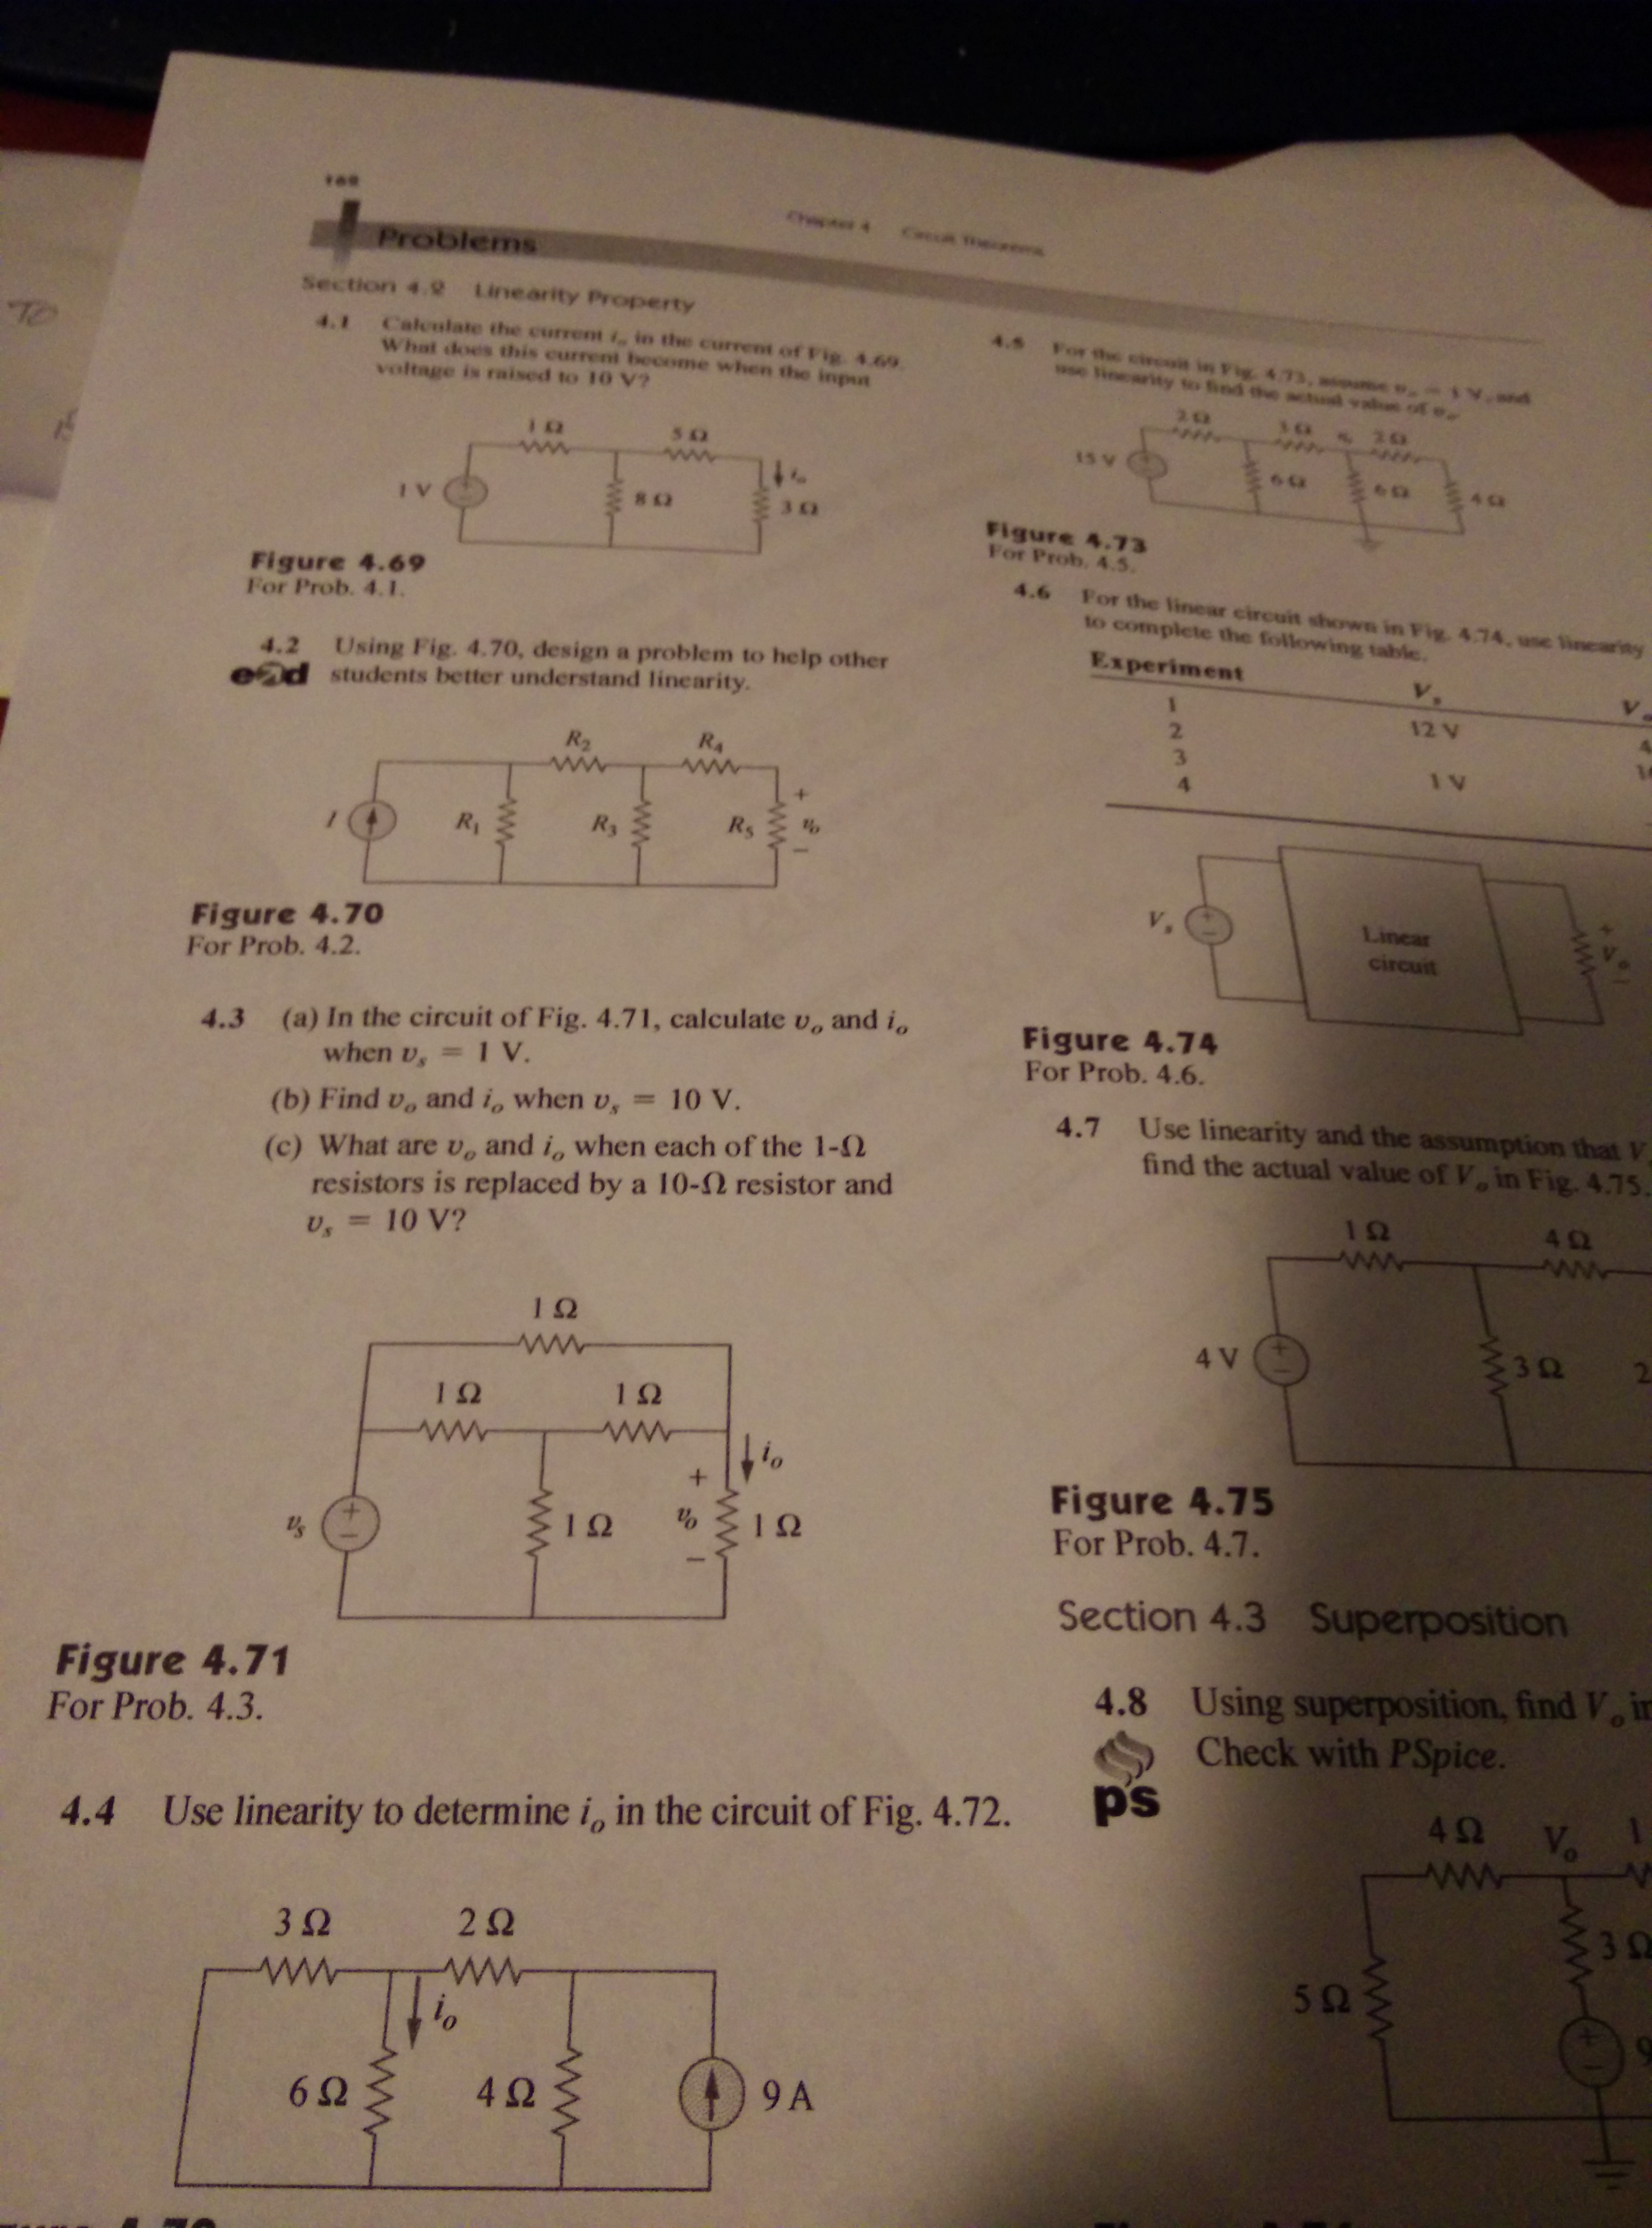 Problems
Chapter 4 Circuit Theorems
Section 4.2 Linearity Property
4.1 Calculate the current i_o in the current of Fig. 4.69.
What does this current become when the input
voltage is raised to 10 V?
1 Ω
5 Ω
1 V
8 Ω
i_o
3 Ω
Figure 4.69
For Prob. 4.1.
4.2 Using Fig. 4.70, design a problem to help other
students better understand linearity.
R₂
R₄
I
R₁
R₃
R₅
+
v_o
−
Figure 4.70
For Prob. 4.2.
4.3 (a) In the circuit of Fig. 4.71, calculate v_o and i_o
when v_s = 1 V.
(b) Find v_o and i_o when v_s = 10 V.
(c) What are v_o and i_o when each of the 1-Ω
resistors is replaced by a 10-Ω resistor and
v_s = 10 V?
1 Ω
1 Ω
1 Ω
i_o
v_s
+
−
1 Ω
+
v_o
−
1 Ω
Figure 4.71
For Prob. 4.3.
4.4 Use linearity to determine i_o in the circuit of Fig. 4.72.
3 Ω
2 Ω
i_o
6 Ω
4 Ω
9 A
4.5 For the circuit in Fig. 4.73, assume v_o = 1 V, and
use linearity to find the actual value of v_o.
2 Ω
3 Ω
2 Ω
15 V
6 Ω
6 Ω
4 Ω
Figure 4.73
For Prob. 4.5.
4.6 For the linear circuit shown in Fig. 4.74, use linearity
to complete the following table.
Experiment V_s
1 12 V
2
3 1 V
4
V_s
+
−
Linear
circuit
+
V_o
−
Figure 4.74
For Prob. 4.6.
4.7 Use linearity and the assumption that V
find the actual value of V_o in Fig. 4.75.
1 Ω
4 Ω
4 V
+
−
3 Ω
2
Figure 4.75
For Prob. 4.7.
Section 4.3 Superposition
4.8 Using superposition, find V_o in
Check with PSpice.
ps
4 Ω
V_o
1
3 Ω
5 Ω
+
−
9